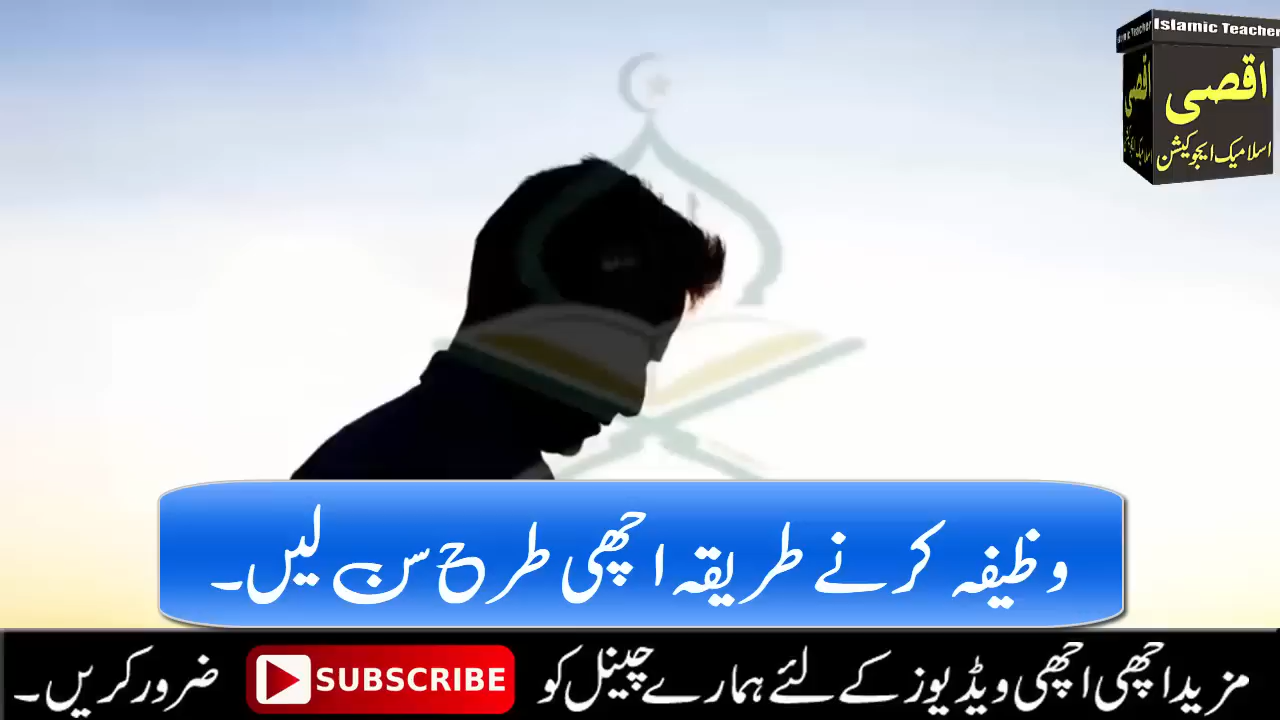 Islamic Teacher
اقصی
اسلامیک ایجوکیشن
وظیفہ کرنے طریقہ اچھی طرح سن لیں۔
مزید اچھی اچھی ویڈیوز کے لئے ہمارے چینل کو SUBSCRIBE ضرور کریں۔